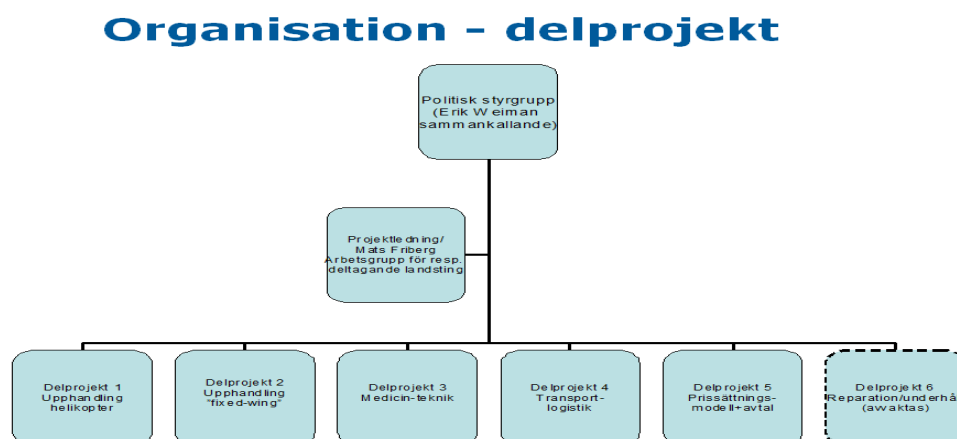 Organisation - delprojekt
Politisk styrgrupp
(Erik Weiman
sammankallande)
Projektledning/
Mats Friberg
Arbetsgrupp för resp.
deltagande landsting
Delprojekt 1
Upphandling
helikopter
Delprojekt 2
Upphandling
"fixed-wing"
Delprojekt 3
Medicin-teknik
Delprojekt 4
Transport-
logistik
Delprojekt 5
Prissättnings-
modell+avtal
Delprojekt 6
Reparation/underhå
(avvaktas)